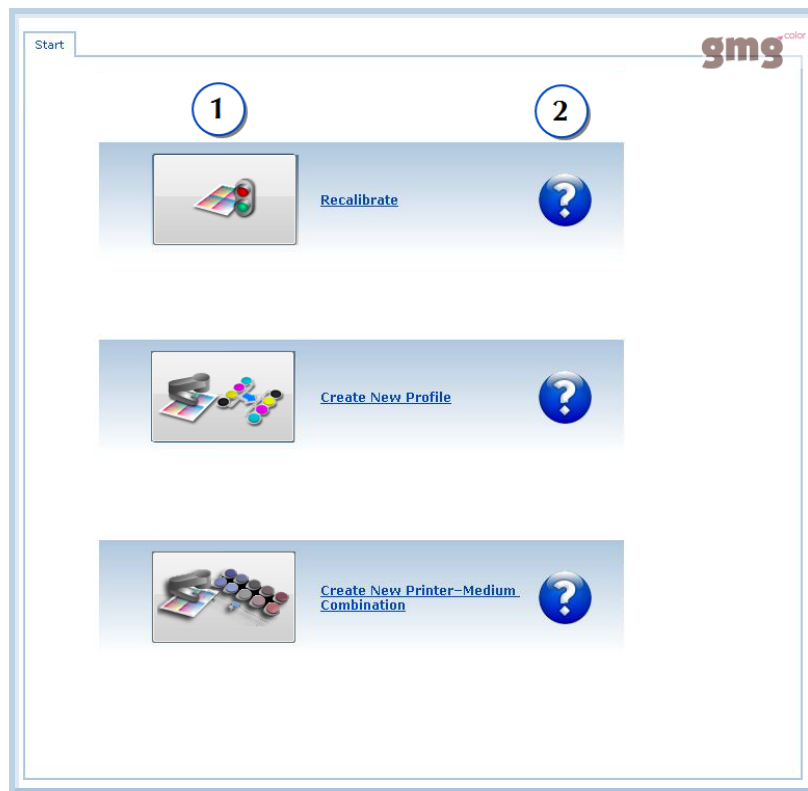 Start
gmg color
1
2
Recalibrate
?
Create New Profile
?
Create New Printer-Medium
Combination
?